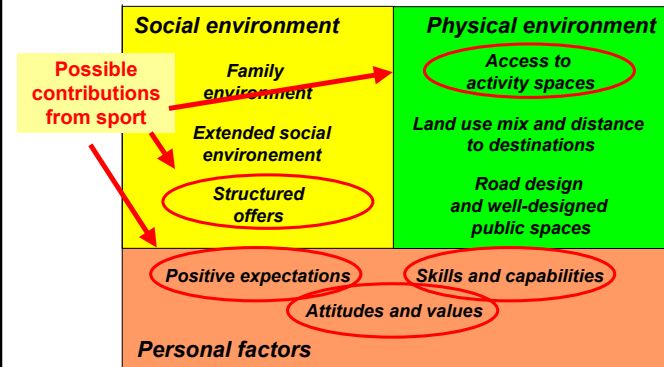 Social environment
Physical environment
Possible
contributions
from sport
Family
environment
Extended social
environement
Structured
offers
Access to
activity spaces
Land use mix and distance
to destinations
Road design
and well-designed
public spaces
Positive expectations
Skills and capabilities
Attitudes and values
Personal factors